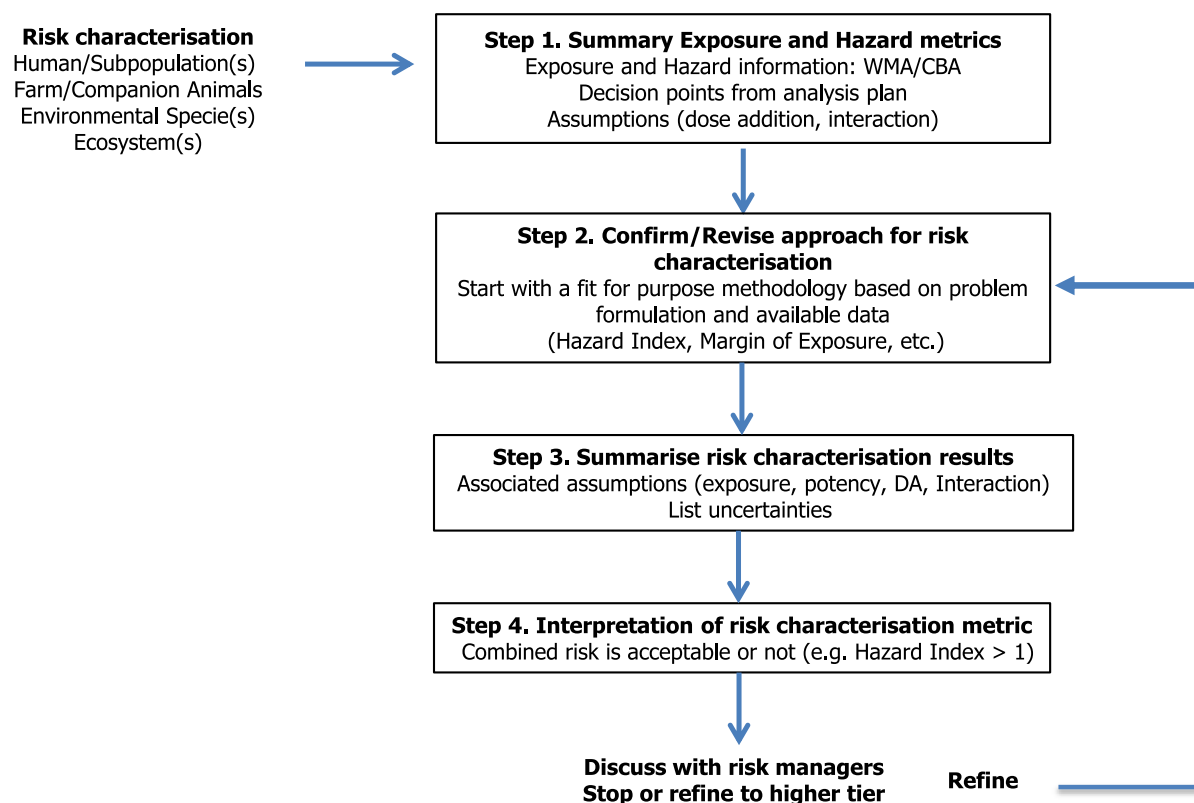 Risk characterisation
Human/Subpopulation(s)
Farm/Companion Animals
Environmental Specie(s)
Ecosystem(s)
Step 1. Summary Exposure and Hazard metrics
Exposure and Hazard information: WMA/CBA
Decision points from analysis plan
Assumptions (dose addition, interaction)
Step 2. Confirm/Revise approach for risk
characterisation
Start with a fit for purpose methodology based on problem
formulation and available data
(Hazard Index, Margin of Exposure, etc.)
Step 3. Summarise risk characterisation results
Associated assumptions (exposure, potency, DA, Interaction)
List uncertainties
Step 4. Interpretation of risk characterisation metric
Combined risk is acceptable or not (e.g. Hazard Index > 1)
Discuss with risk managers
Stop or refine to higher tier
Refine